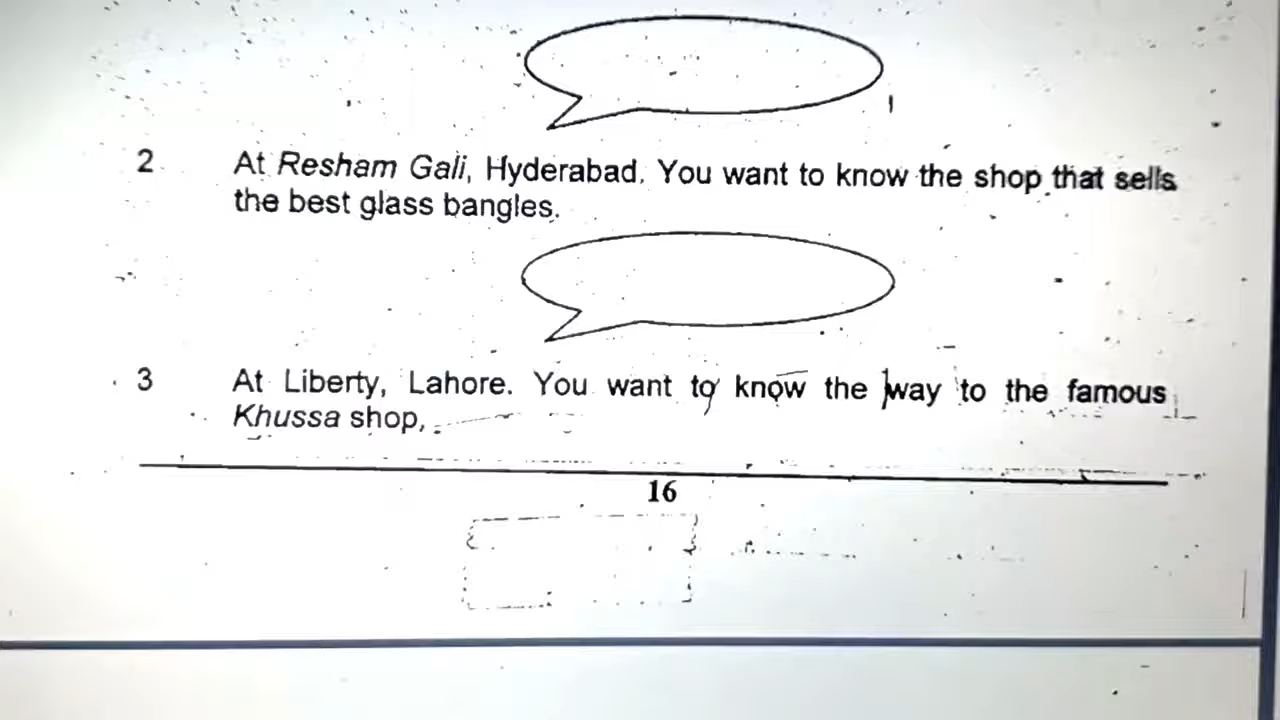 2. At Resham Gali, Hyderabad. You want to know the shop that sells
the best glass bangles.
3 At Liberty, Lahore. You want to know the way to the famous
Khussa shop,
16